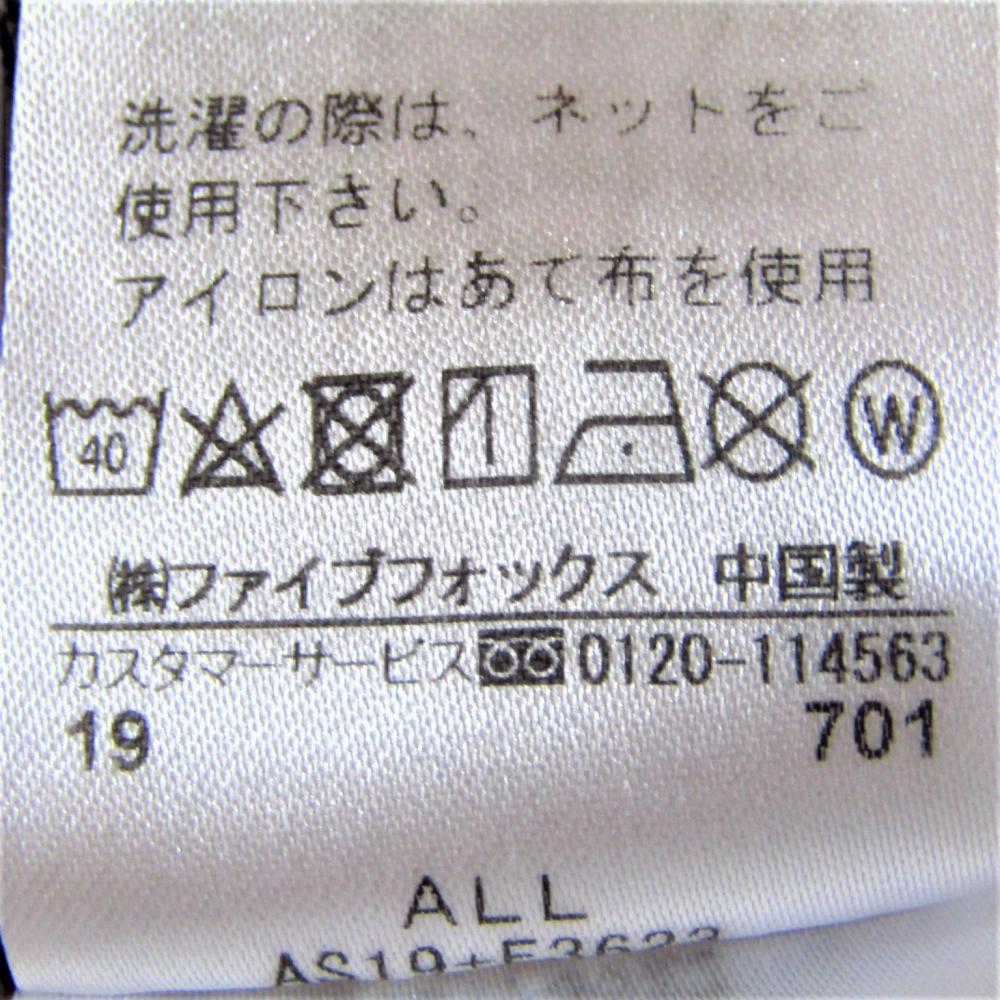 洗濯の際は、ネットをご
使用下さい。
アイロンはあて布を使用
40 W
㈱ファイブフォックス 中国製
カスタマーサービス 0120-114563
19 701
ALL